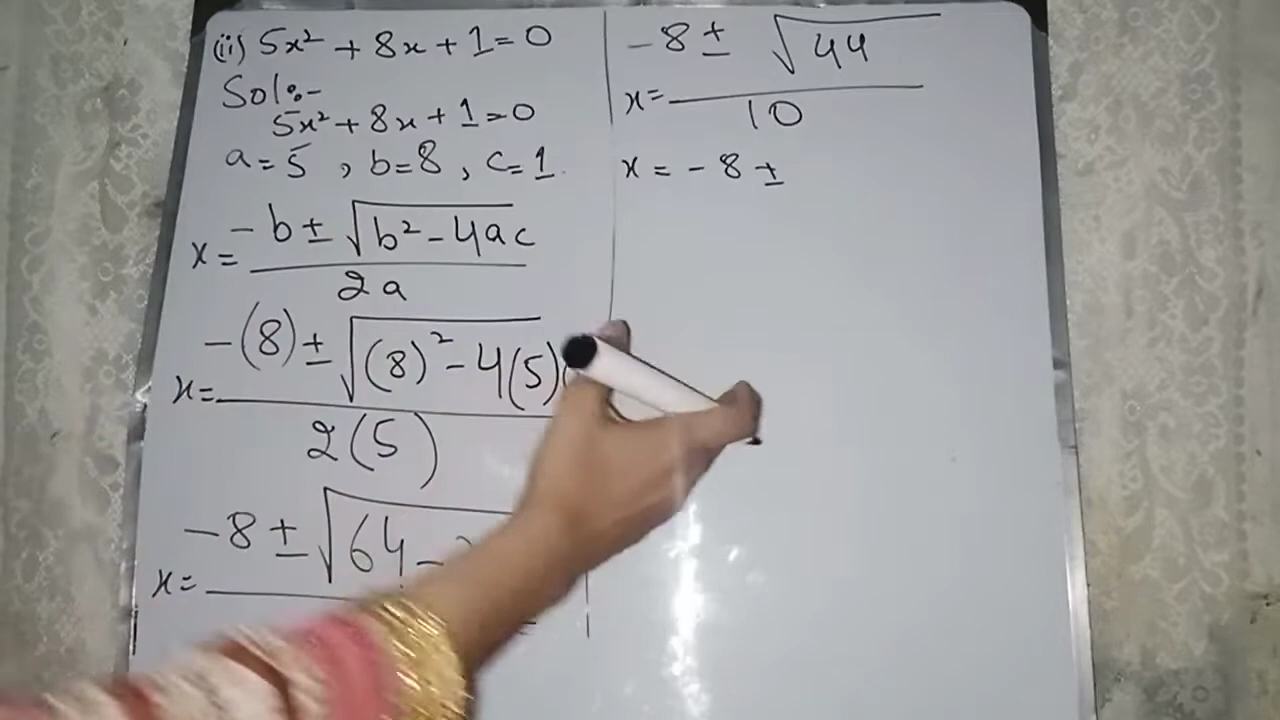 (ii) 5x² + 8x + 1 = 0
Sol:-
5x² + 8x + 1 = 0
a = 5 , b = 8 , c = 1.
x = -b ± √b² - 4ac / 2a
x = -(8) ± √(8)² - 4(5) / 2(5)
x = -8 ± √64 -
x = -8 ± √44 / 10
x = - 8 ±